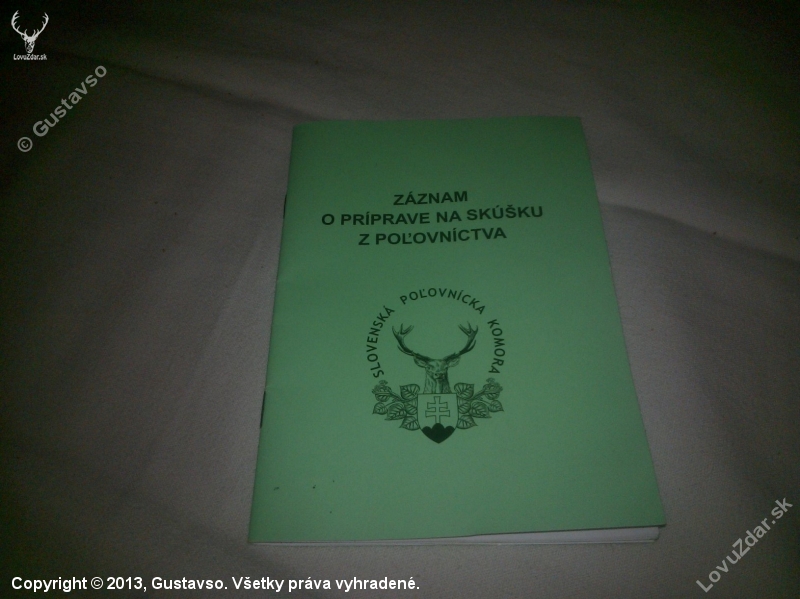 LovuZdar.sk
© Gustavso
ZÁZNAM
O PRÍPRAVE NA SKÚŠKU
Z POĽOVNÍCTVA
SLOVENSKÁ POĽOVNÍCKA KOMORA
LovuZdar.sk
Copyright © 2013, Gustavso. Všetky práva vyhradené.